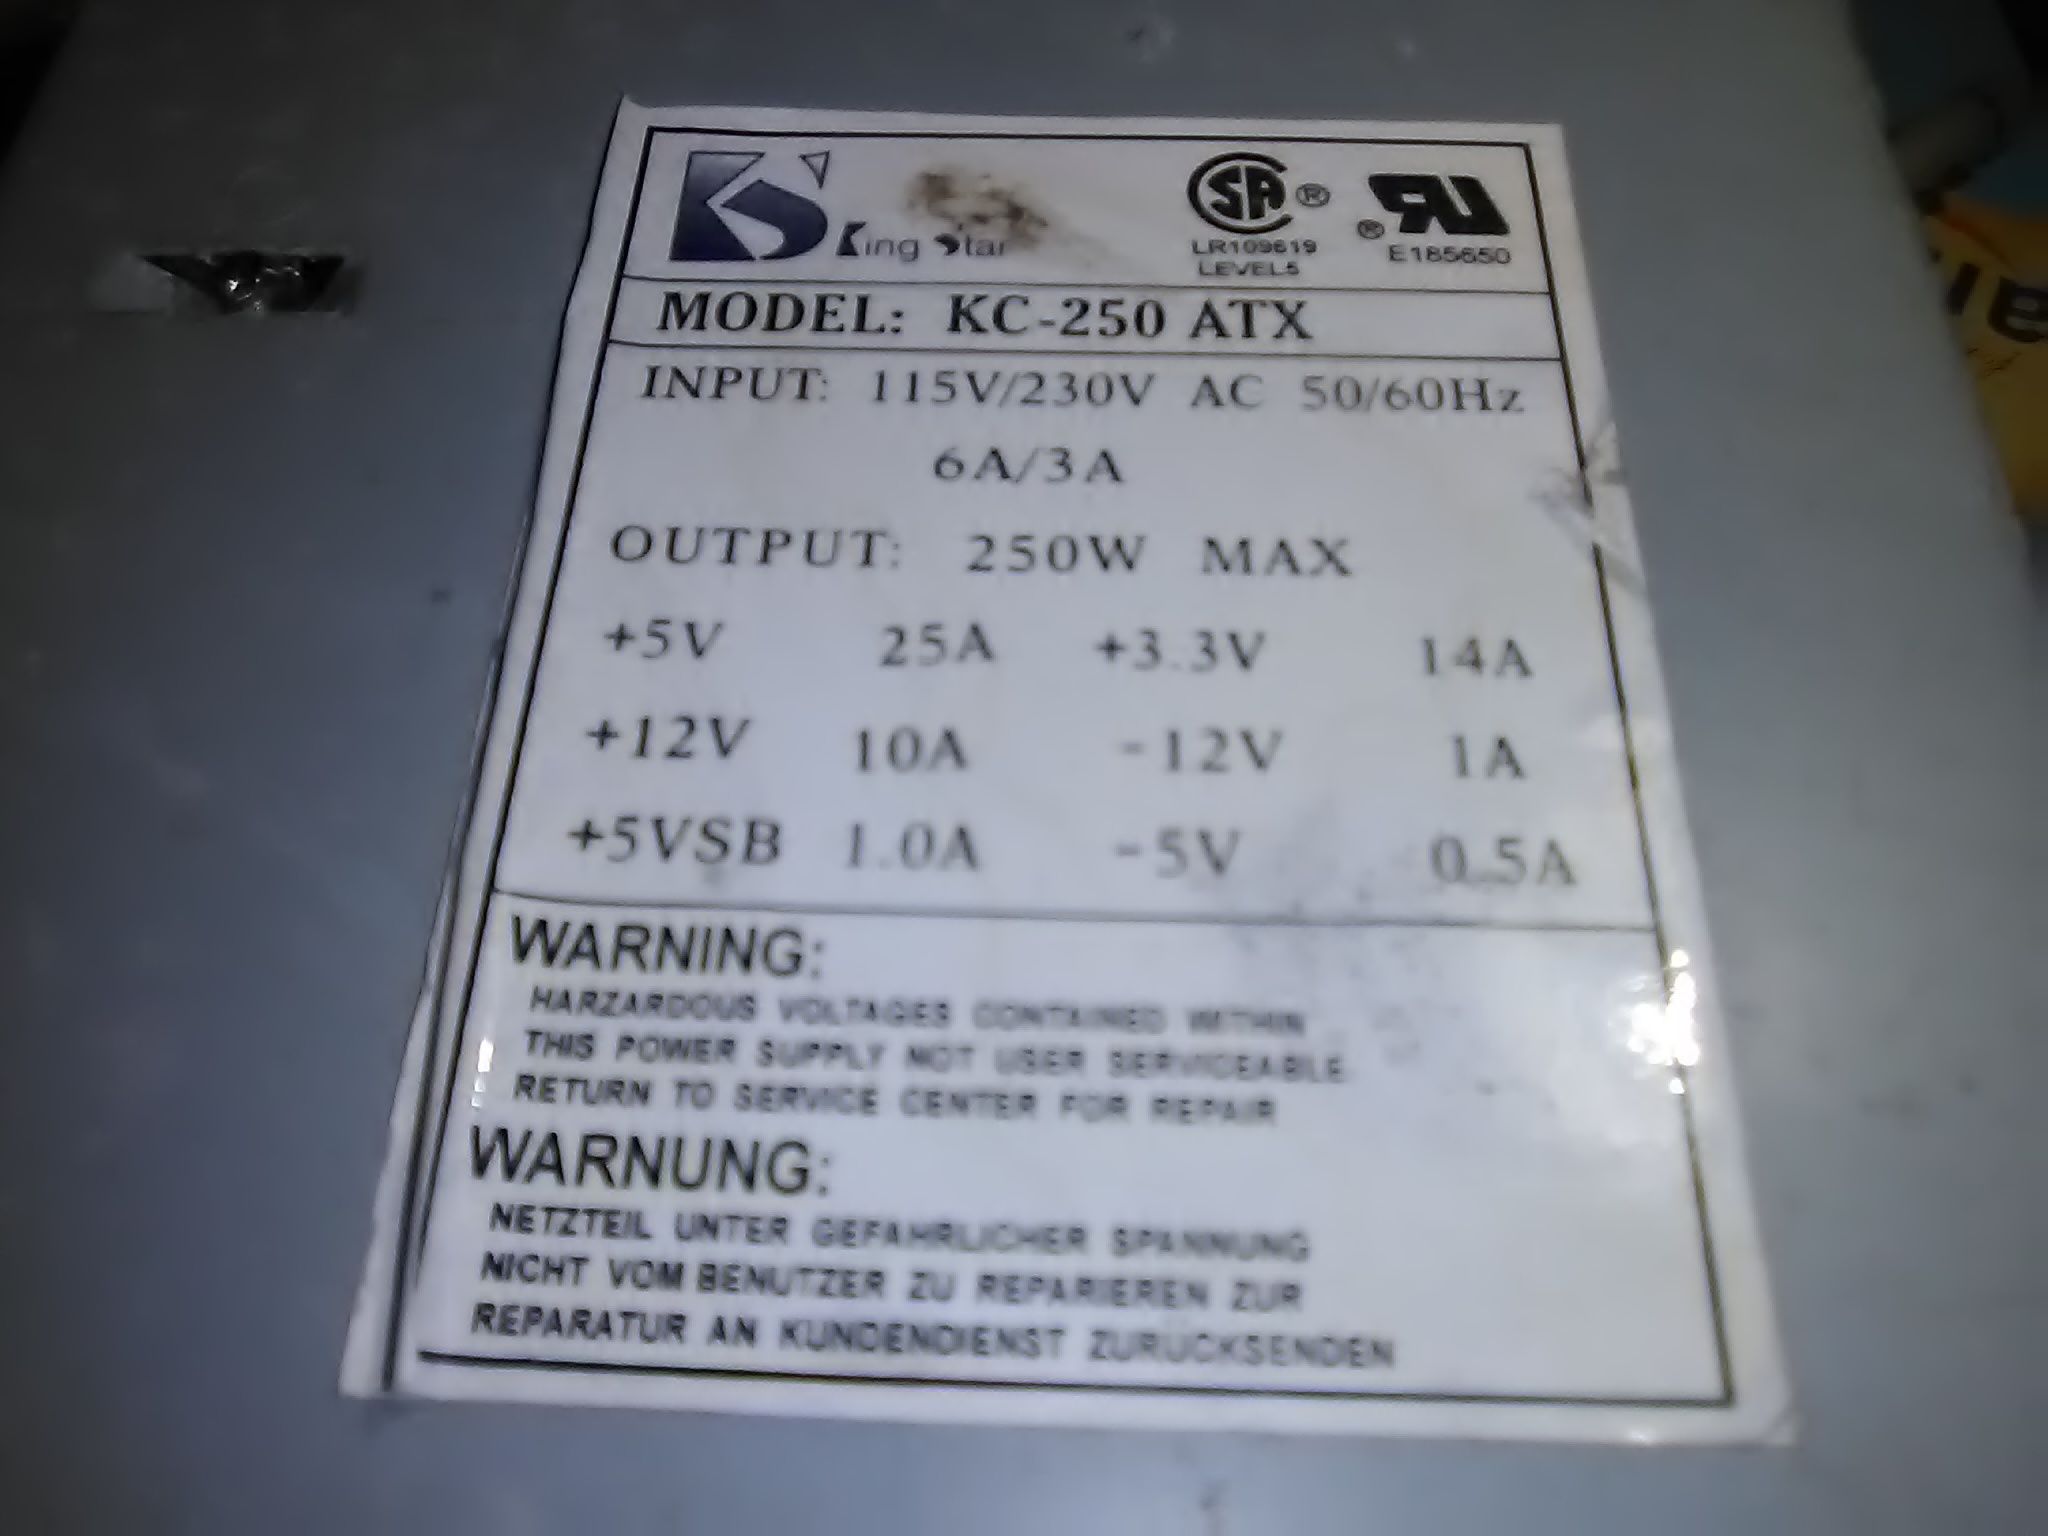 KS King Star
SA ®
LR109619
LEVEL5
® RU
E185650
MODEL: KC-250 ATX
INPUT: 115V/230V AC 50/60Hz
6A/3A
OUTPUT: 250W MAX
+5V 25A +3.3V 14A
+12V 10A -12V 1A
+5VSB 1.0A -5V 0.5A
WARNING:
HARZARDOUS VOLTAGES CONTAINED WITHIN
THIS POWER SUPPLY NOT USER SERVICEABLE
RETURN TO SERVICE CENTER FOR REPAIR
WARNUNG:
NETZTEIL UNTER GEFAHRLICHER SPANNUNG
NICHT VOM BENUTZER ZU REPARIEREN ZUR
REPARATUR AN KUNDENDIENST ZURUCKSENDEN